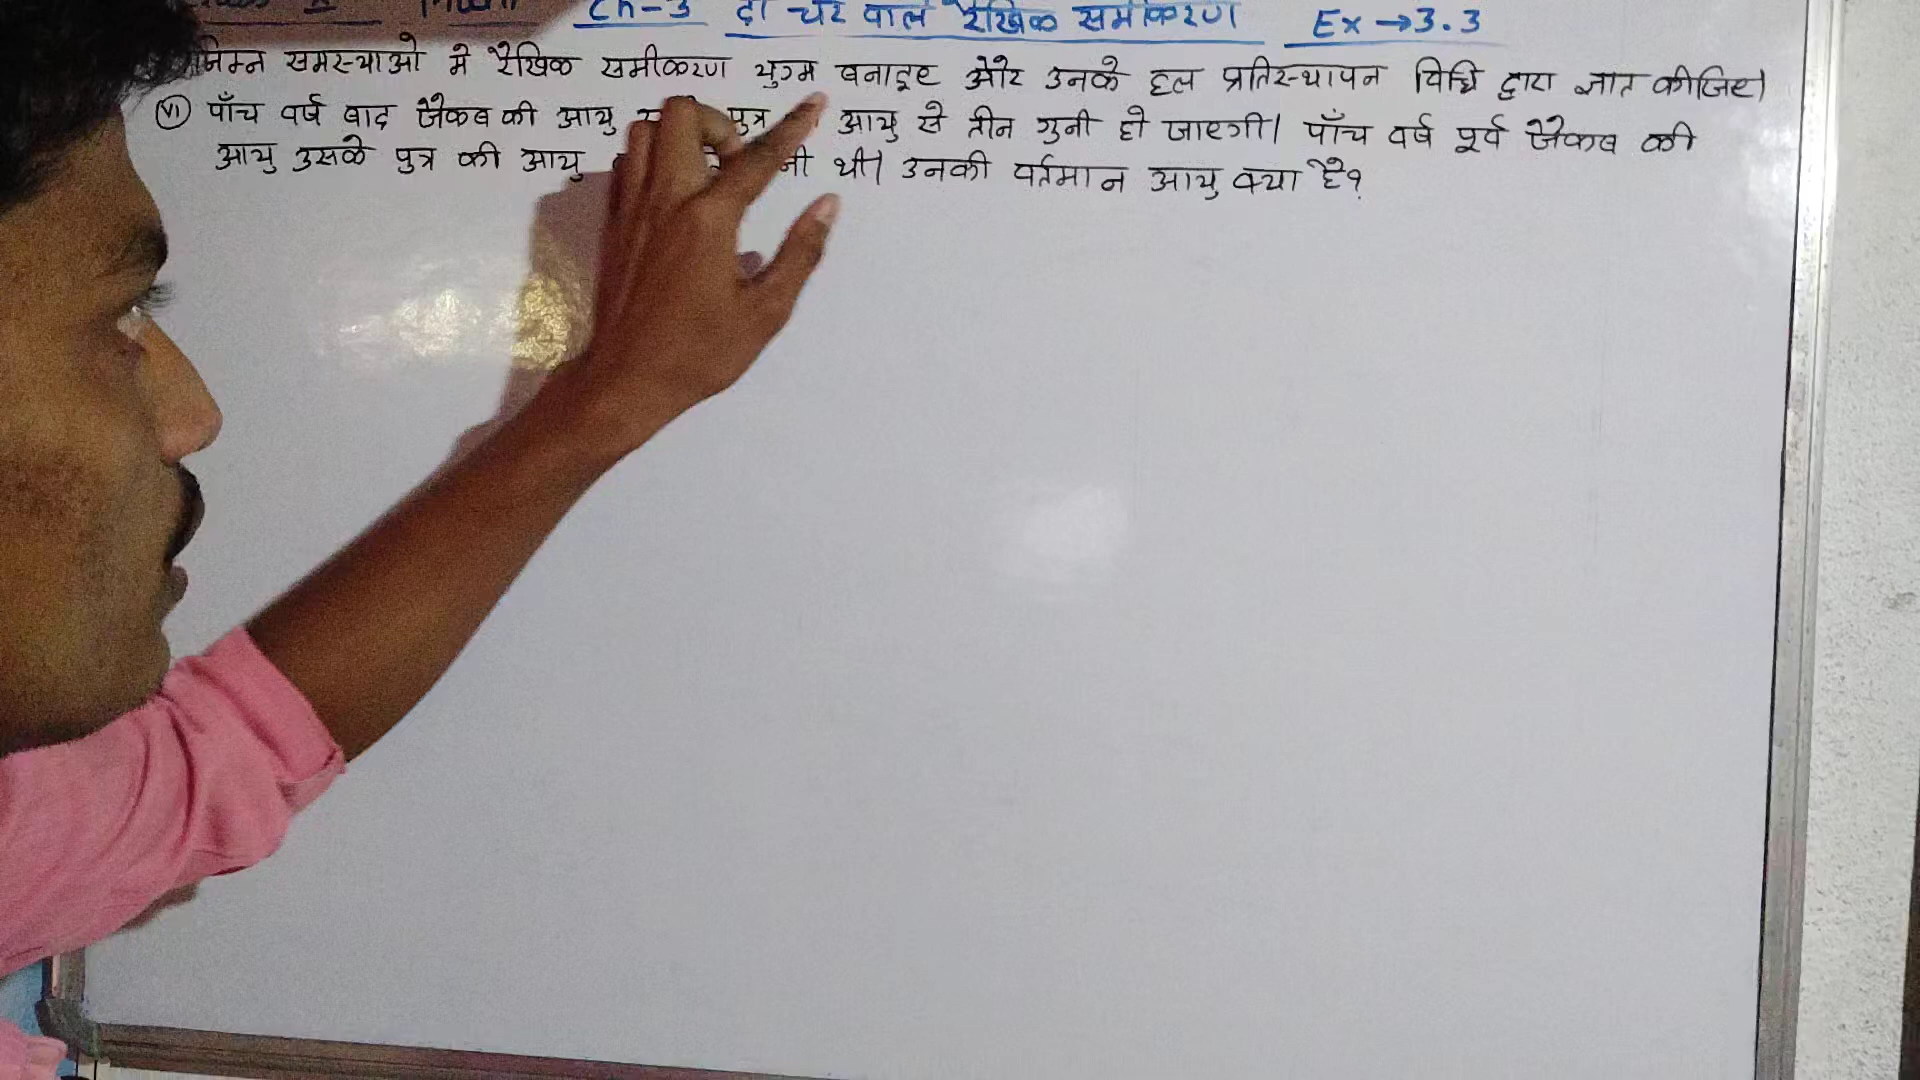 Ch-3 दो चर वाले रैखिक समीकरण Ex → 3.3
निम्न समस्याओ मे रैखिक समीकरण युग्म बनाइए और उनके हल प्रतिस्थापन विधि द्वारा ज्ञात कीजिए।
(VI) पाँच वर्ष बाद जैकब की आयु पुत्र आयु से तीन गुनी हो जाएगी। पाँच वर्ष पूर्व जैकब की
आयु उसके पुत्र की आयु थी। उनकी वर्तमान आयु क्या है?